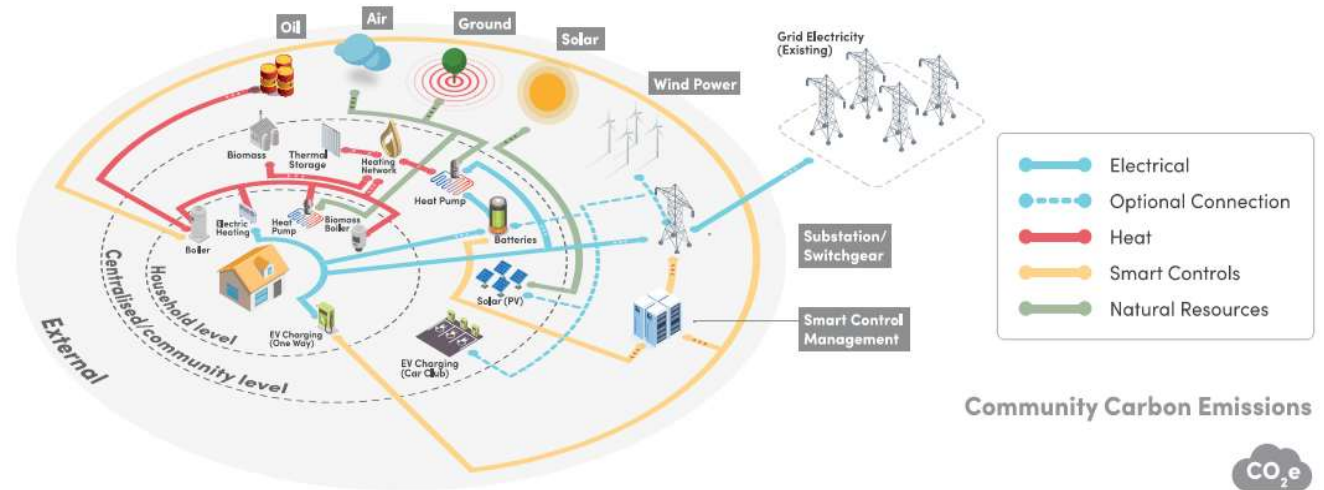 Oil
Air
Ground
Solar
Wind Power
Grid Electricity
(Existing)
Biomass
Thermal
Storage
Heating
Network
Heat Pump
Boiler
Electric
Heating
Heat
Pump
Biomass
Boiler
Batteries
Solar (PV)
EV Charging
(One Way)
EV Charging
(Car Club)
Household level
Centralised/community level
External
Substation/
Switchgear
Smart Control
Management
Electrical
Optional Connection
Heat
Smart Controls
Natural Resources
Community Carbon Emissions
CO₂e